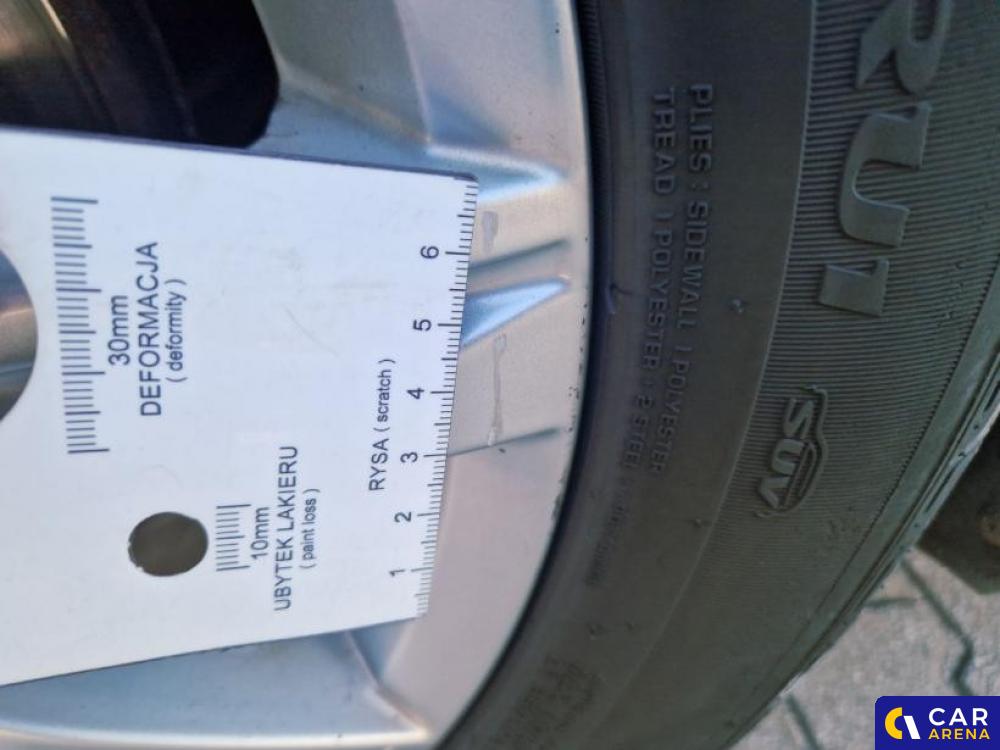 30mm
DEFORMACJA
( deformity )
10mm
UBYTEK LAKIERU
( paint loss )
RYSA ( scratch )
1 2 3 4 5 6
PLIES : SIDEWALL 1 POLYESTER
TREAD 1 POLYESTER + 2 STEEL
SUV
CAR
ARENA